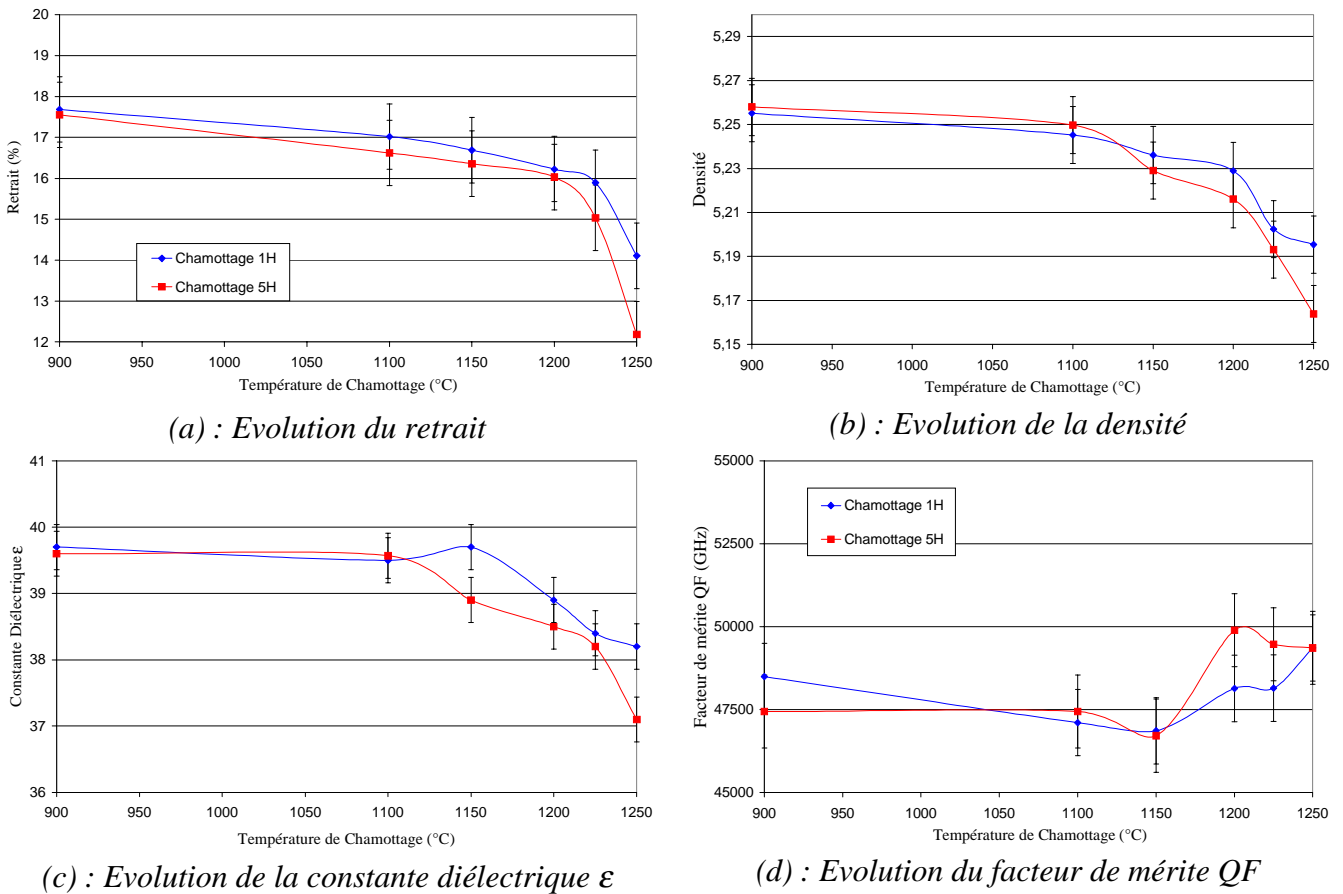 20
19
18
17
16
15
14
13
12
Retrait (%)
Chamottage 1H
Chamottage 5H
900 950 1000 1050 1100 1150 1200 1250
Température de Chamottage (°C)
(a) : Evolution du retrait
5,29
5,27
5,25
5,23
5,21
5,19
5,17
5,15
Densité
900 950 1000 1050 1100 1150 1200 1250
Température de Chamottage (°C)
(b) : Evolution de la densité
41
40
39
38
37
36
Constante Diélectrique ε
900 950 1000 1050 1100 1150 1200 1250
Température de Chamottage (°C)
(c) : Evolution de la constante diélectrique ε
55000
52500
50000
47500
45000
Facteur de mérite QF (GHz)
Chamottage 1H
Chamottage 5H
900 950 1000 1050 1100 1150 1200 1250
Température de Chamottage (°C)
(d) : Evolution du facteur de mérite QF